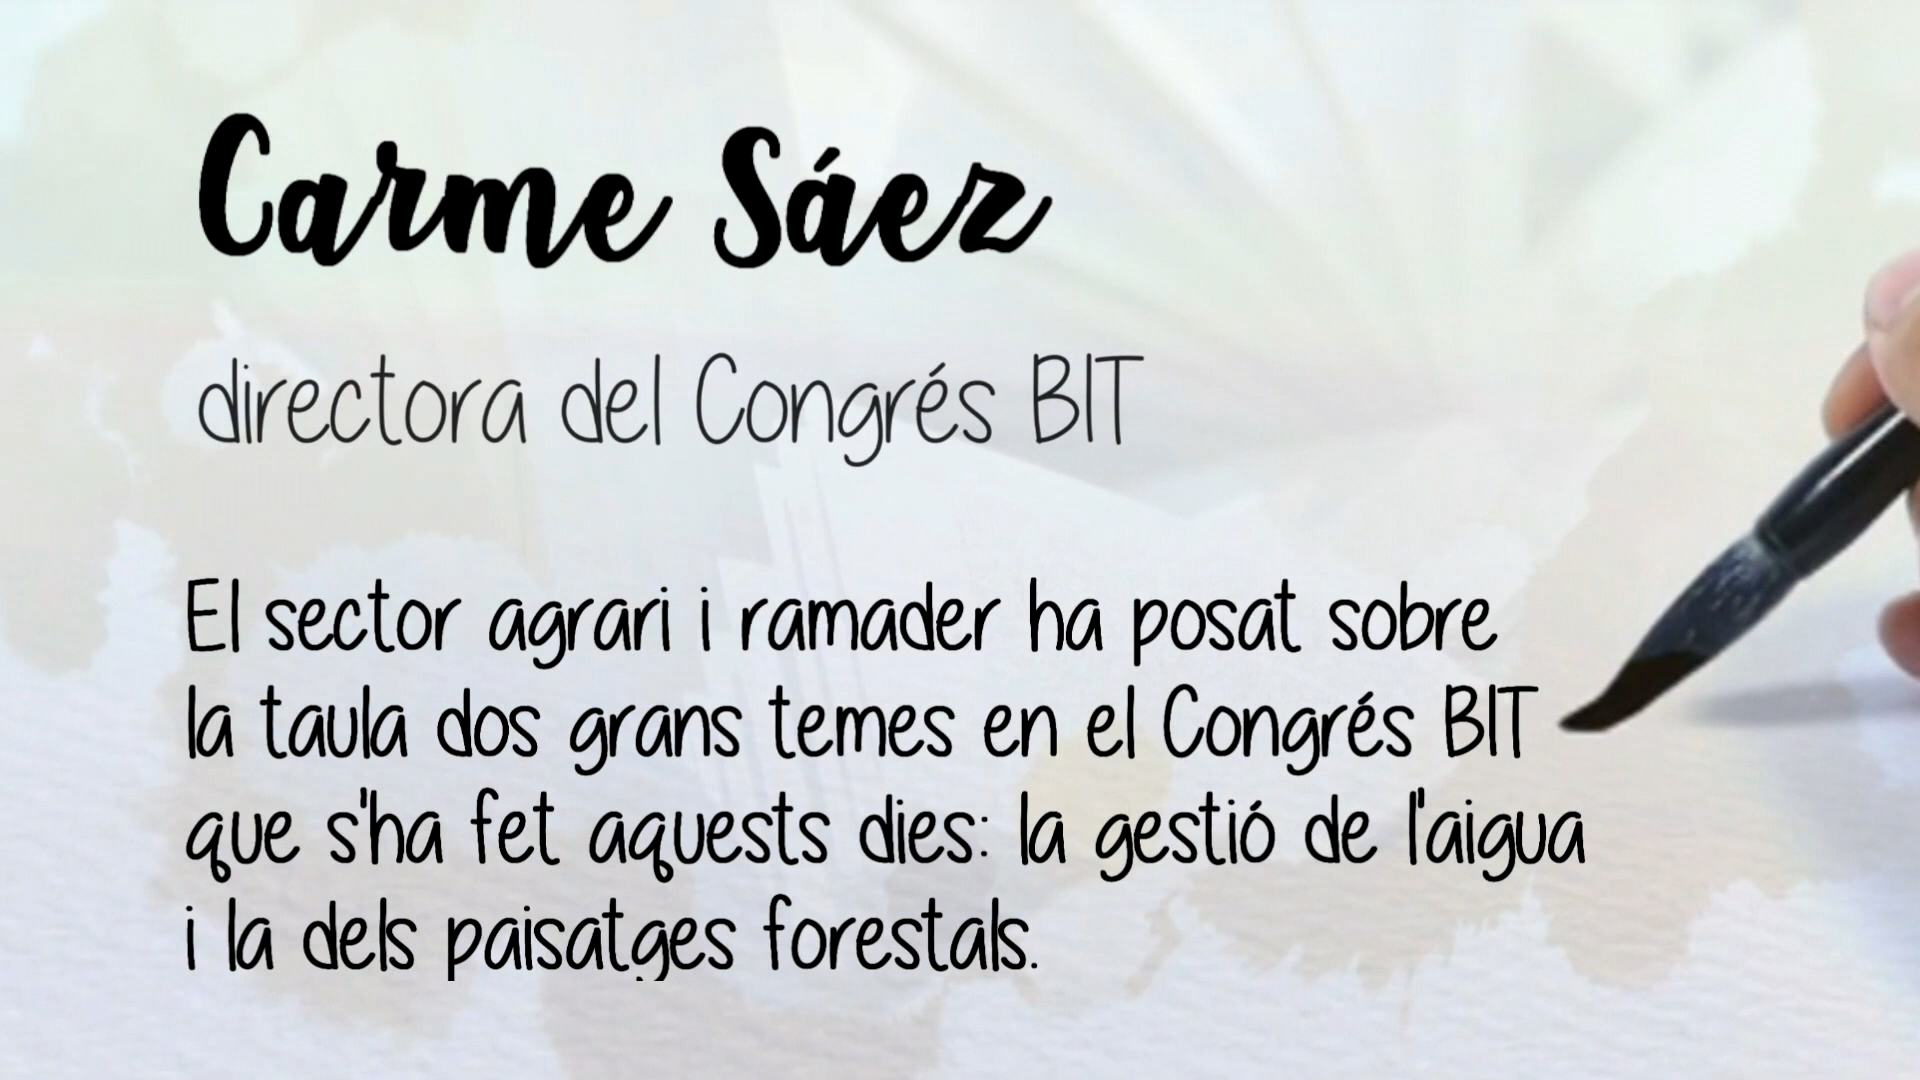 Carme Sáez
directora del Congrés BIT
El sector agrari i ramader ha posat sobre
la taula dos grans temes en el Congrés BIT
que s'ha fet aquests dies: la gestió de l'aigua
i la dels paisatges forestals.